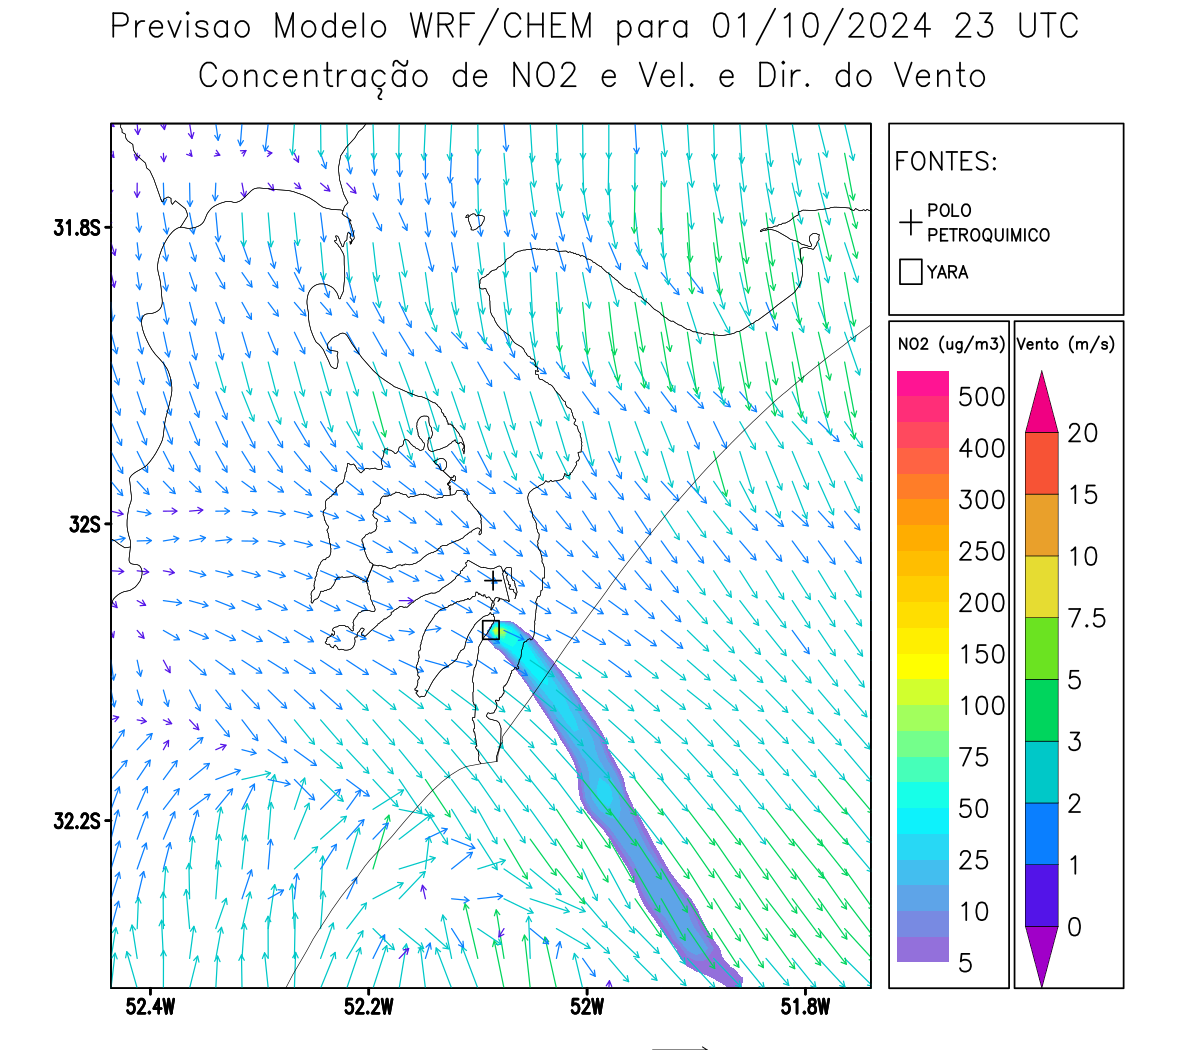 Previsao Modelo WRF/CHEM para 01/10/2024 23 UTC
Concentração de NO2 e Vel. e Dir. do Vento
FONTES:
POLO
PETROQUIMICO
YARA
NO2 (ug/m3)
500
400
300
250
200
150
100
75
50
25
10
5
Vento (m/s)
20
15
10
7.5
5
3
2
1
0
31.8S
32S
32.2S
52.4W
52.2W
52W
51.8W